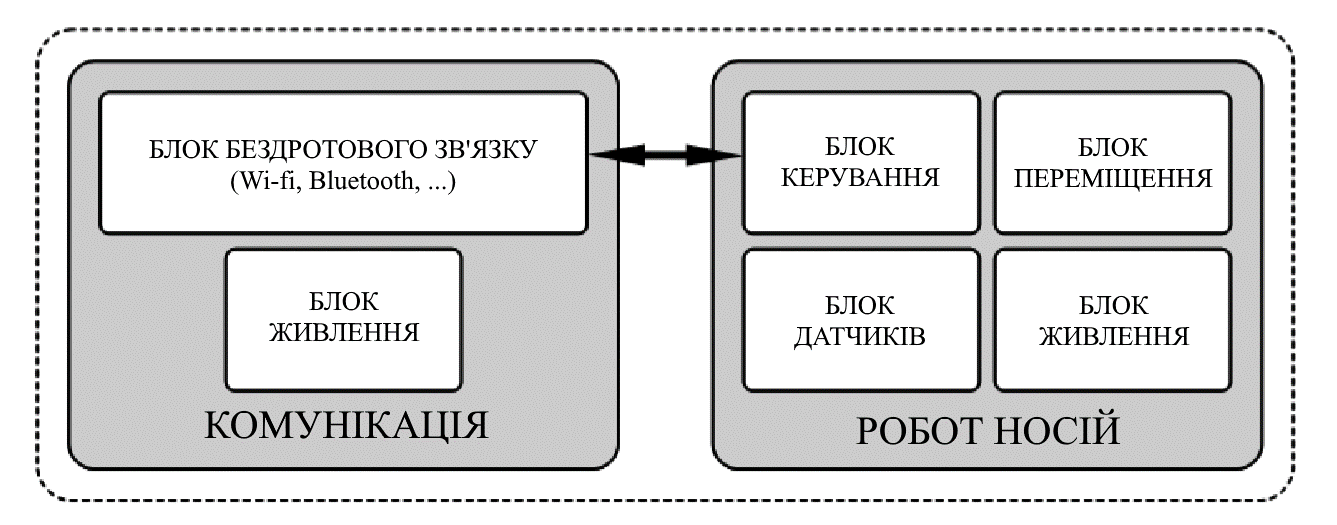 БЛОК БЕЗДРОТОВОГО ЗВ'ЯЗКУ
(Wi-fi, Bluetooth, ...)
БЛОК
ЖИВЛЕННЯ
КОМУНІКАЦІЯ
БЛОК
КЕРУВАННЯ
БЛОК
ПЕРЕМІЩЕННЯ
БЛОК
ДАТЧИКІВ
БЛОК
ЖИВЛЕННЯ
РОБОТ НОСІЙ